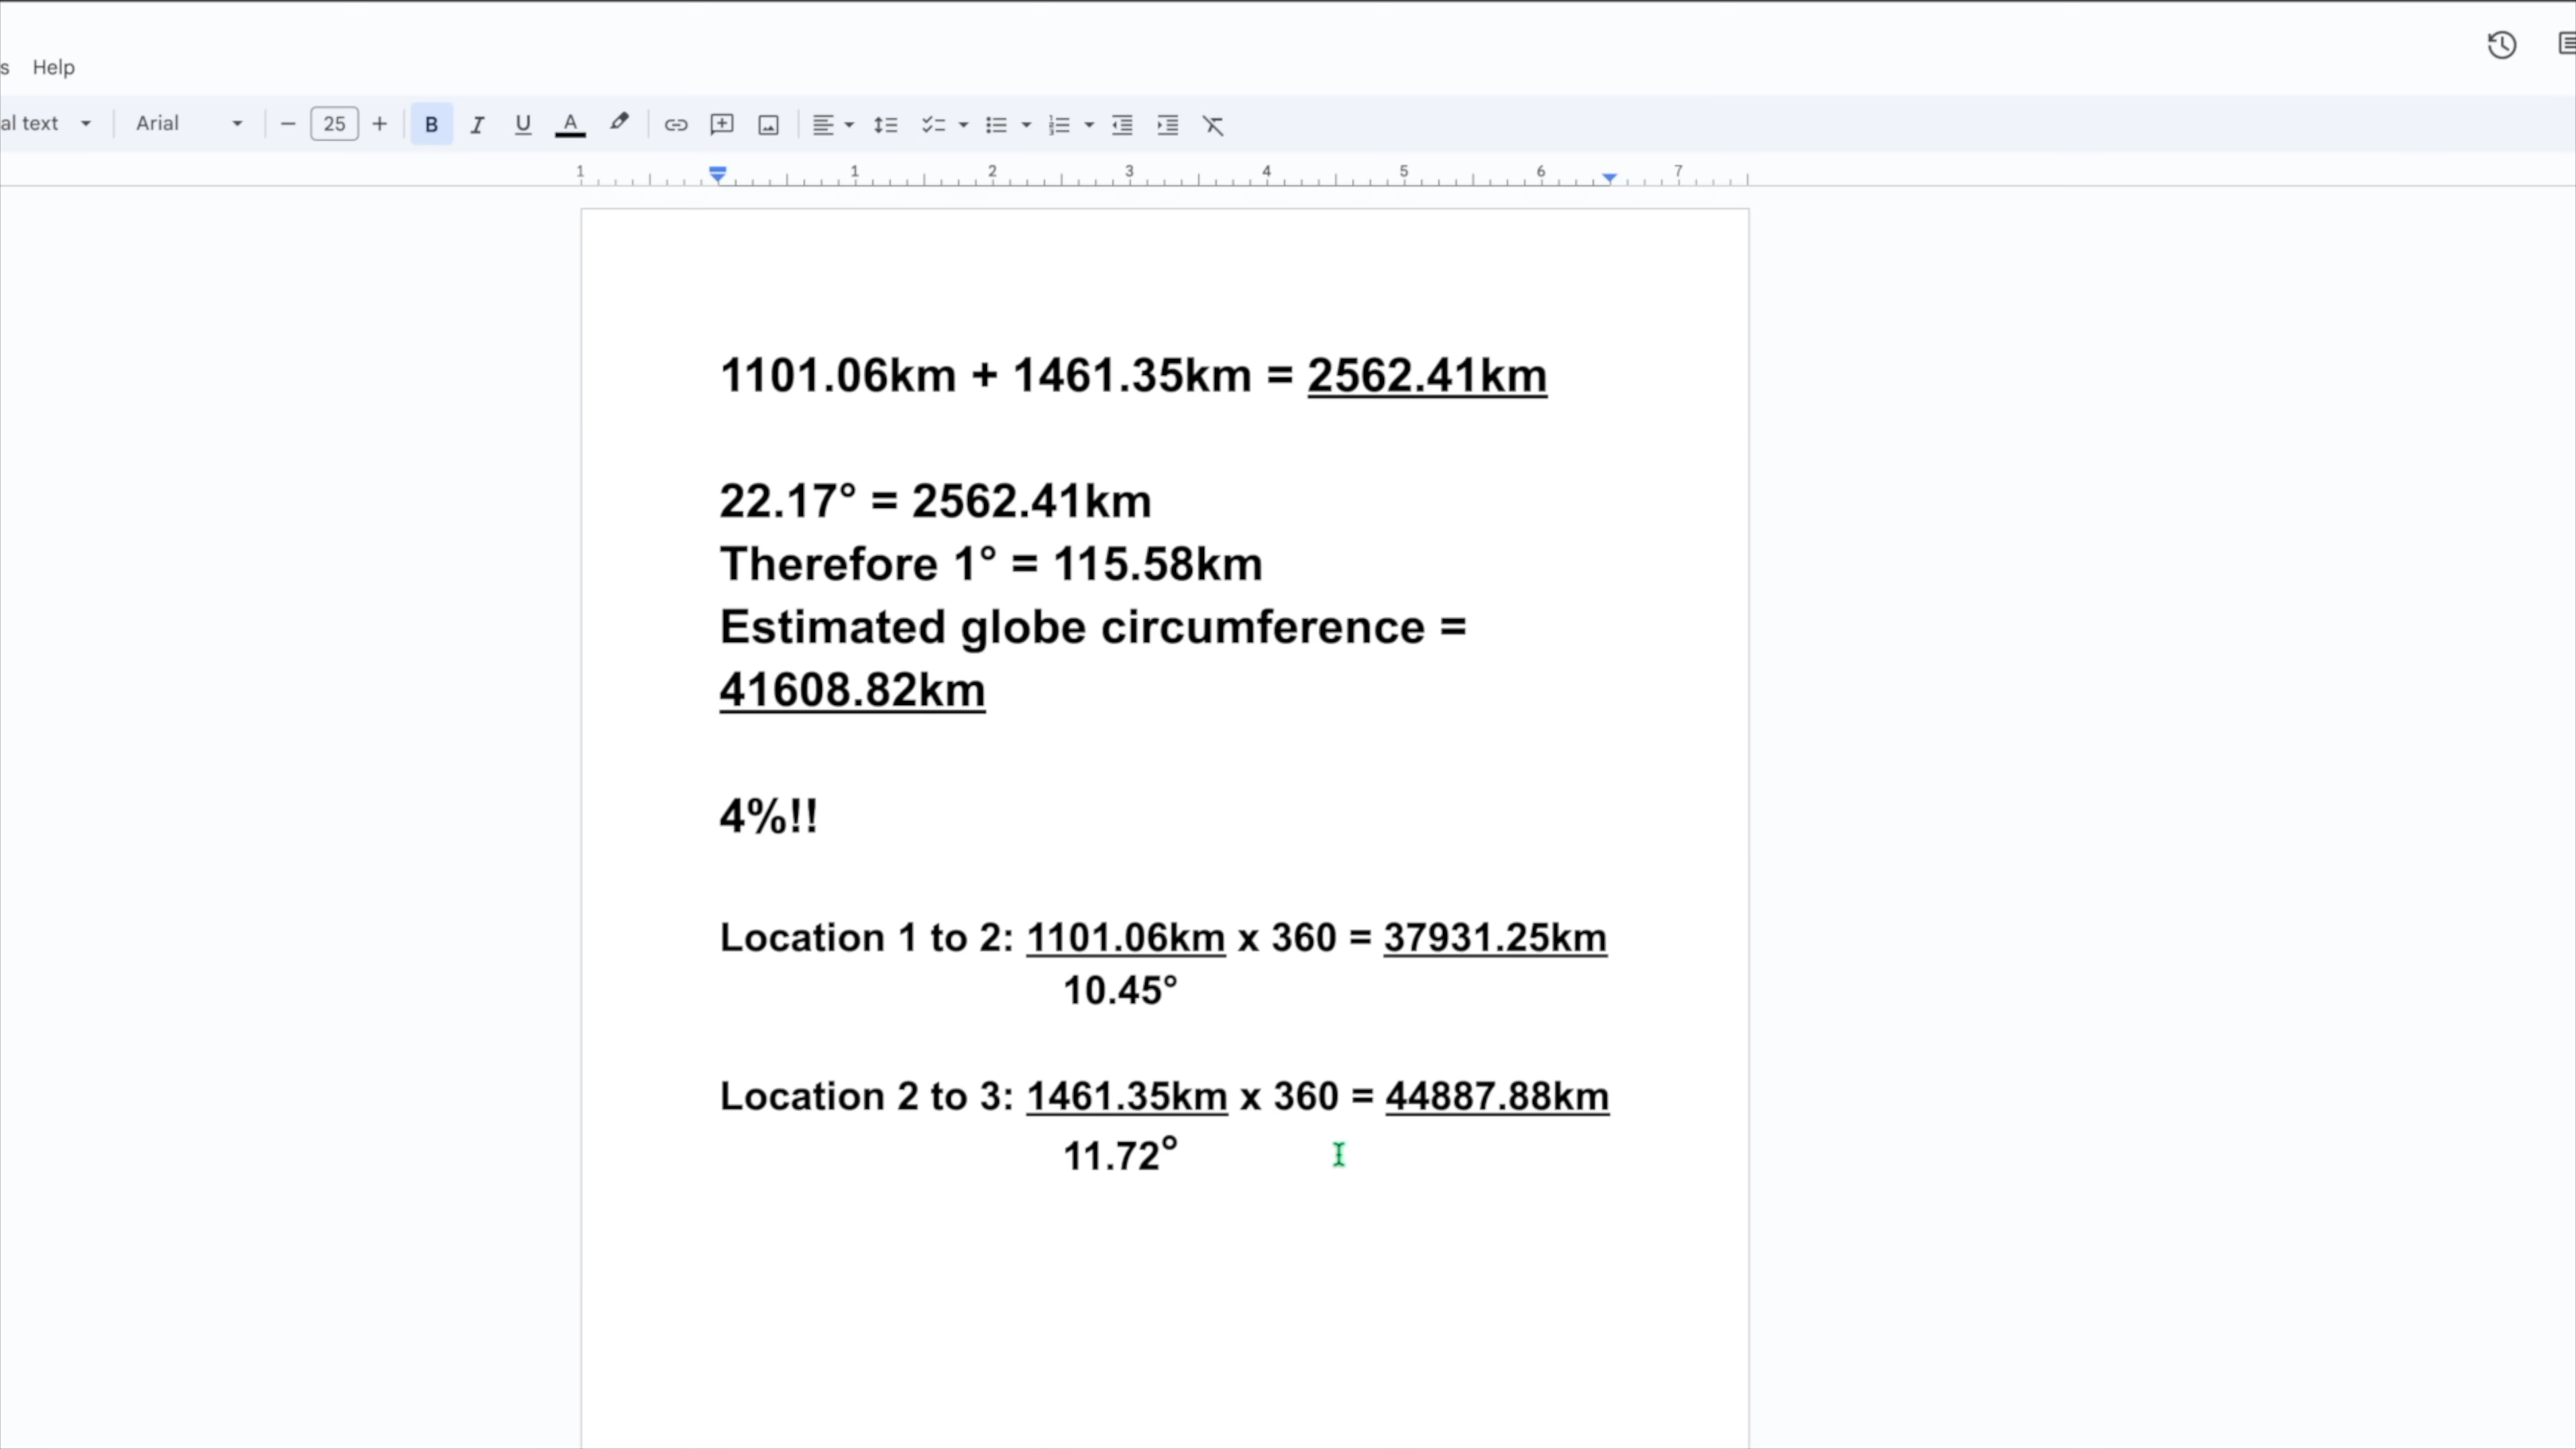 s Help
al text Arial 25 B I U A
1 1 2 3 4 5 6 7
1101.06km + 1461.35km = 2562.41km
22.17° = 2562.41km
Therefore 1° = 115.58km
Estimated globe circumference =
41608.82km
4%!!
Location 1 to 2: 1101.06km x 360 = 37931.25km
10.45°
Location 2 to 3: 1461.35km x 360 = 44887.88km
11.72°